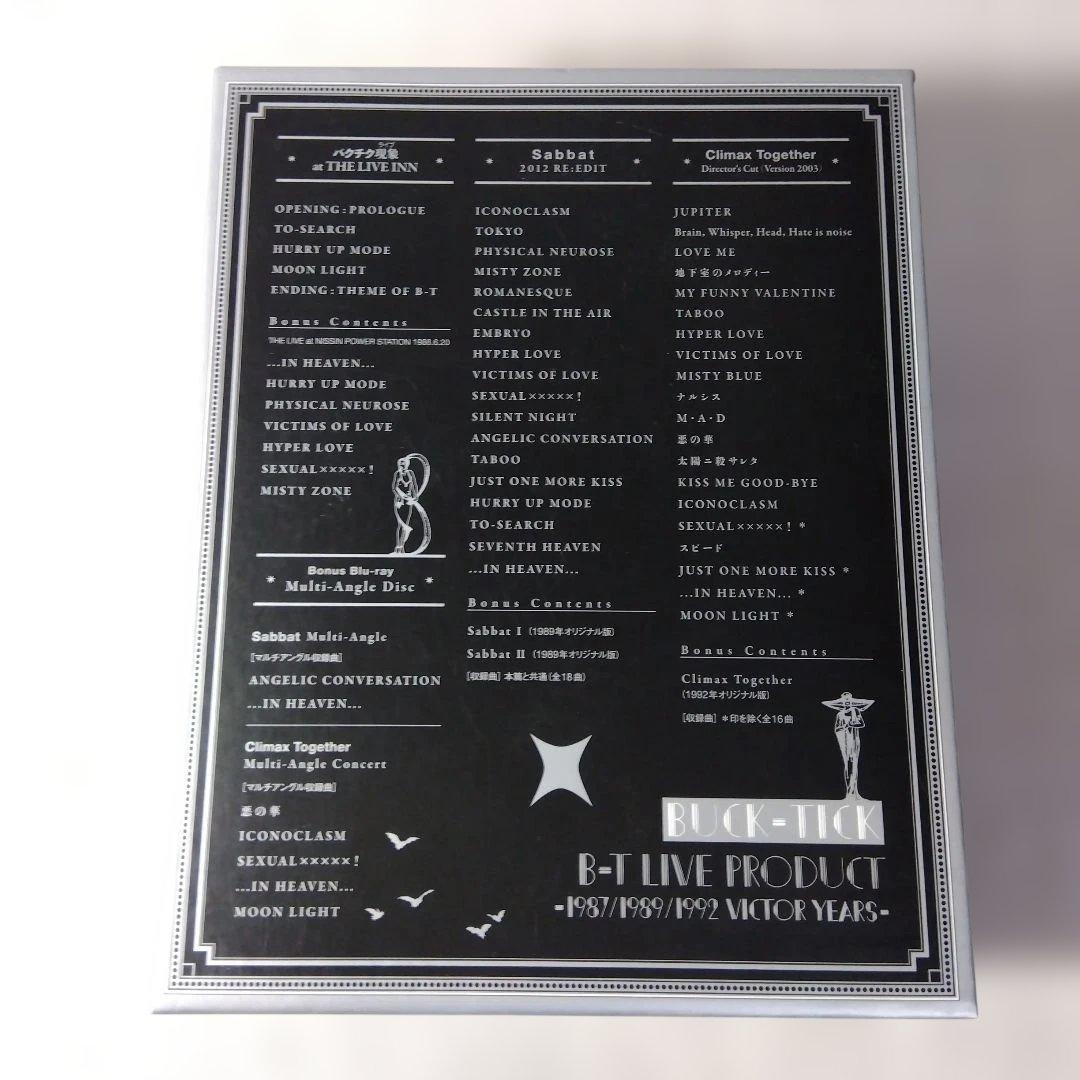 ライブ
バクチク現象
at THE LIVE INN
OPENING : PROLOGUE
TO-SEARCH
HURRY UP MODE
MOON LIGHT
ENDING : THEME OF B-T
Bonus Contents
THE LIVE at NISSIN POWER STATION 1988.6.20
...IN HEAVEN...
HURRY UP MODE
PHYSICAL NEUROSE
VICTIMS OF LOVE
HYPER LOVE
SEXUAL×××××!
MISTY ZONE
Bonus Blu-ray
Multi-Angle Disc
Sabbat Multi-Angle
[マルチアングル収録曲]
ANGELIC CONVERSATION
...IN HEAVEN...
Climax Together
Multi-Angle Concert
[マルチアングル収録曲]
悪の華
ICONOCLASM
SEXUAL×××××!
...IN HEAVEN...
MOON LIGHT
Sabbat
2012 RE:EDIT
ICONOCLASM
TOKYO
PHYSICAL NEUROSE
MISTY ZONE
ROMANESQUE
CASTLE IN THE AIR
EMBRYO
HYPER LOVE
VICTIMS OF LOVE
SEXUAL×××××!
SILENT NIGHT
ANGELIC CONVERSATION
TABOO
JUST ONE MORE KISS
HURRY UP MODE
TO-SEARCH
SEVENTH HEAVEN
...IN HEAVEN...
Bonus Contents
Sabbat I (1989年オリジナル版)
Sabbat II (1989年オリジナル版)
[収録曲] 本篇と共通(全18曲)
Climax Together
Director's Cut (Version 2003)
JUPITER
Brain, Whisper, Head, Hate is noise
LOVE ME
地下室のメロディー
MY FUNNY VALENTINE
TABOO
HYPER LOVE
VICTIMS OF LOVE
MISTY BLUE
ナルシス
M・A・D
悪の華
太陽ニ殺サレタ
KISS ME GOOD-BYE
ICONOCLASM
SEXUAL×××××! *
スピード
JUST ONE MORE KISS *
...IN HEAVEN... *
MOON LIGHT *
Bonus Contents
Climax Together
(1992年オリジナル版)
[収録曲] *印を除く全16曲
BUCK=TICK
B=T LIVE PRODUCT
-1987/1989/1992 VICTOR YEARS-